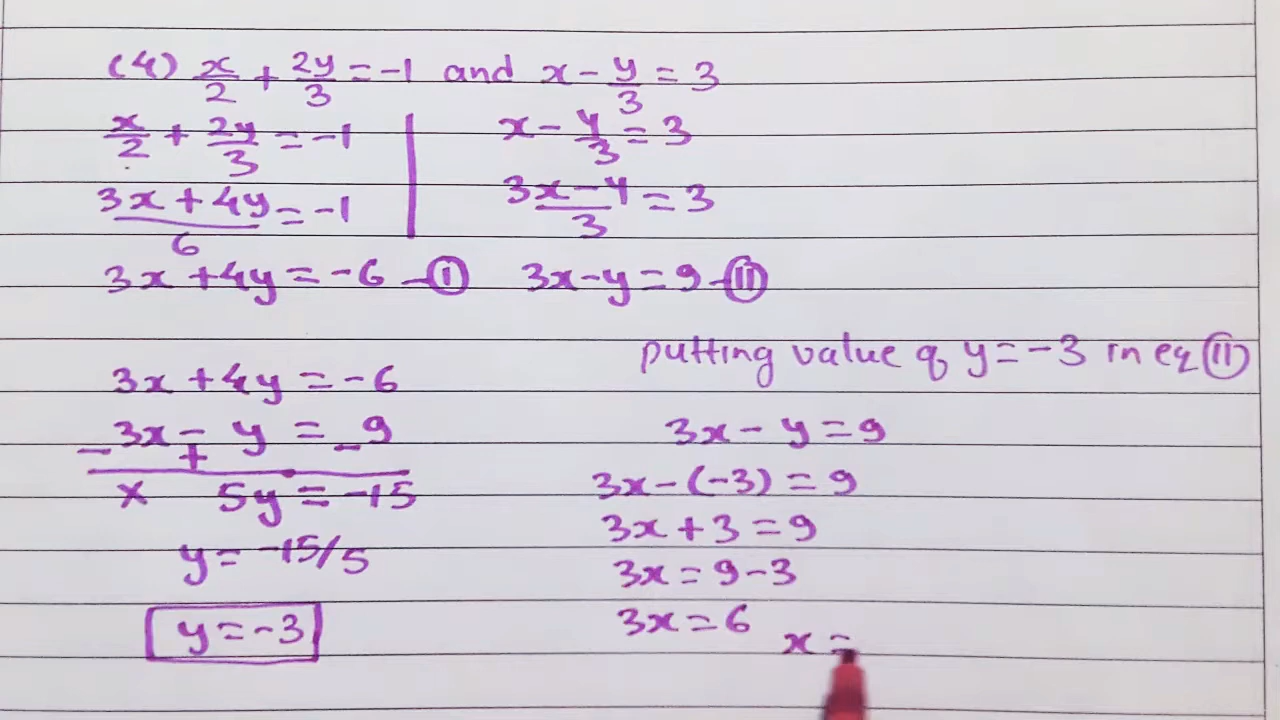 (4) x/2 + 2y/3 = -1 and x - y/3 = 3
x/2 + 2y/3 = -1
3x + 4y/6 = -1
3x + 4y = -6 - (I)
x - y/3 = 3
3x - y/3 = 3
3x - y = 9 - (II)
3x + 4y = -6
- 3x - + y = - 9
x 5y = -15
y = -15/5
y = -3
putting value of y = -3 in eq (II)
3x - y = 9
3x - (-3) = 9
3x + 3 = 9
3x = 9 - 3
3x = 6
x =